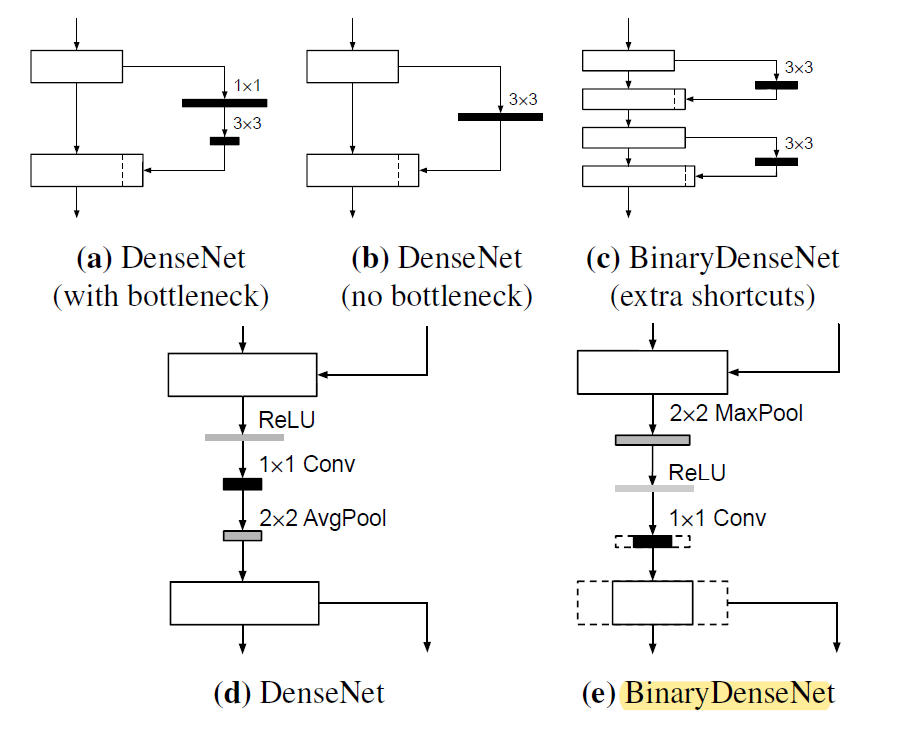 1×1
3×3
3×3
3×3
3×3
(a) DenseNet
(with bottleneck)
(b) DenseNet
(no bottleneck)
(c) BinaryDenseNet
(extra shortcuts)
ReLU
1×1 Conv
2×2 AvgPool
(d) DenseNet
2×2 MaxPool
ReLU
1×1 Conv
(e) BinaryDenseNet